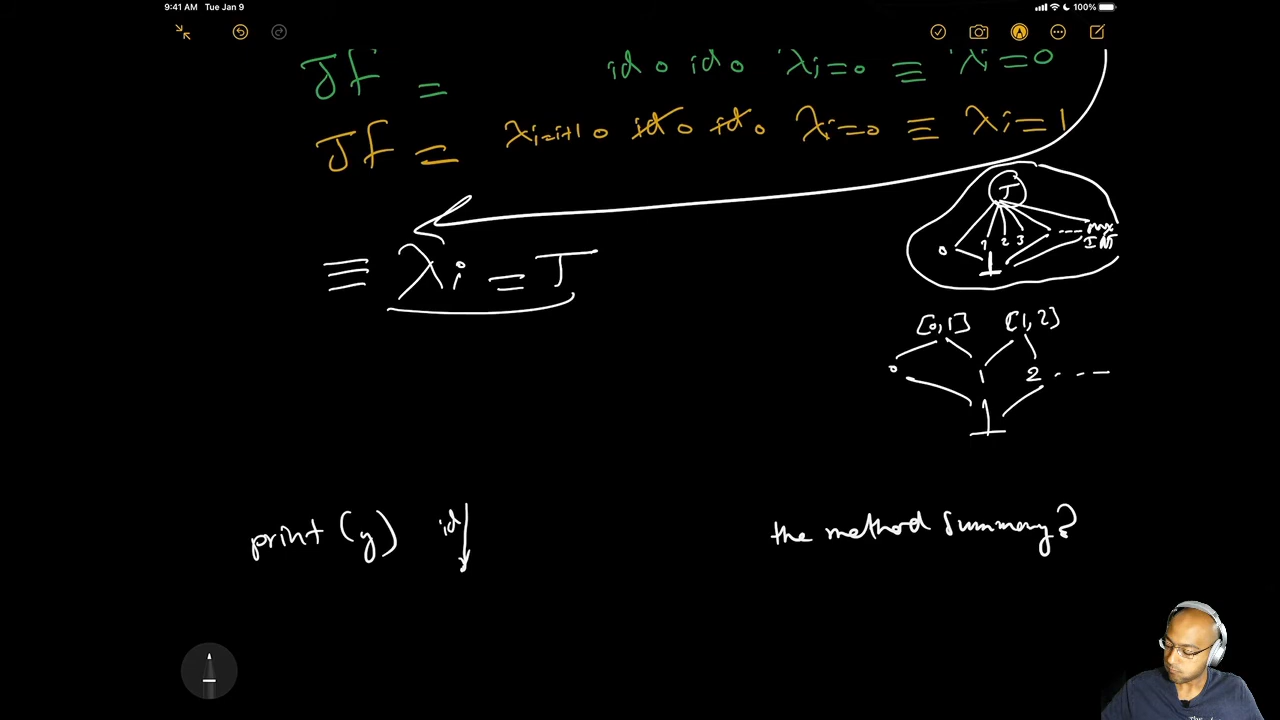 9:41 AM Tue Jan 9
100%
Jf = id ∘ id ∘ λi=0 ≡ λi=0
Jf = λi=i+1 ∘ id ∘ id ∘ λi=0 ≡ λi=1
≡ λi = T
T
0 1 2 3 --- MAX
INT
⊥
[0,1] [1,2]
0 1 2 ---
⊥
print (y) id
the method summary?